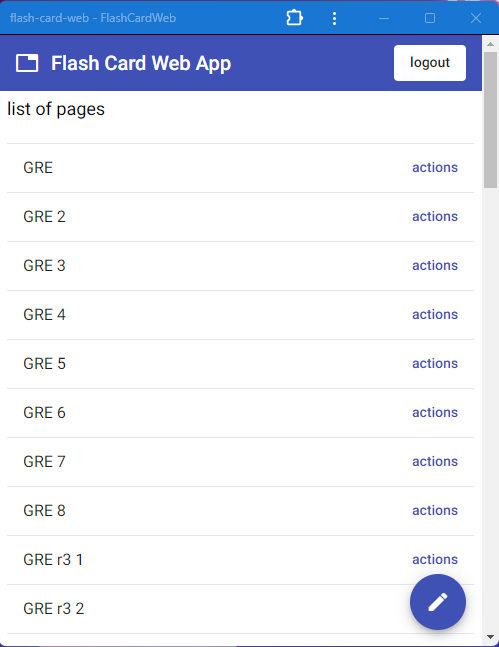 flash-card-web - FlashCardWeb
Flash Card Web App
logout
list of pages
GRE actions
GRE 2 actions
GRE 3 actions
GRE 4 actions
GRE 5 actions
GRE 6 actions
GRE 7 actions
GRE 8 actions
GRE r3 1 actions
GRE r3 2